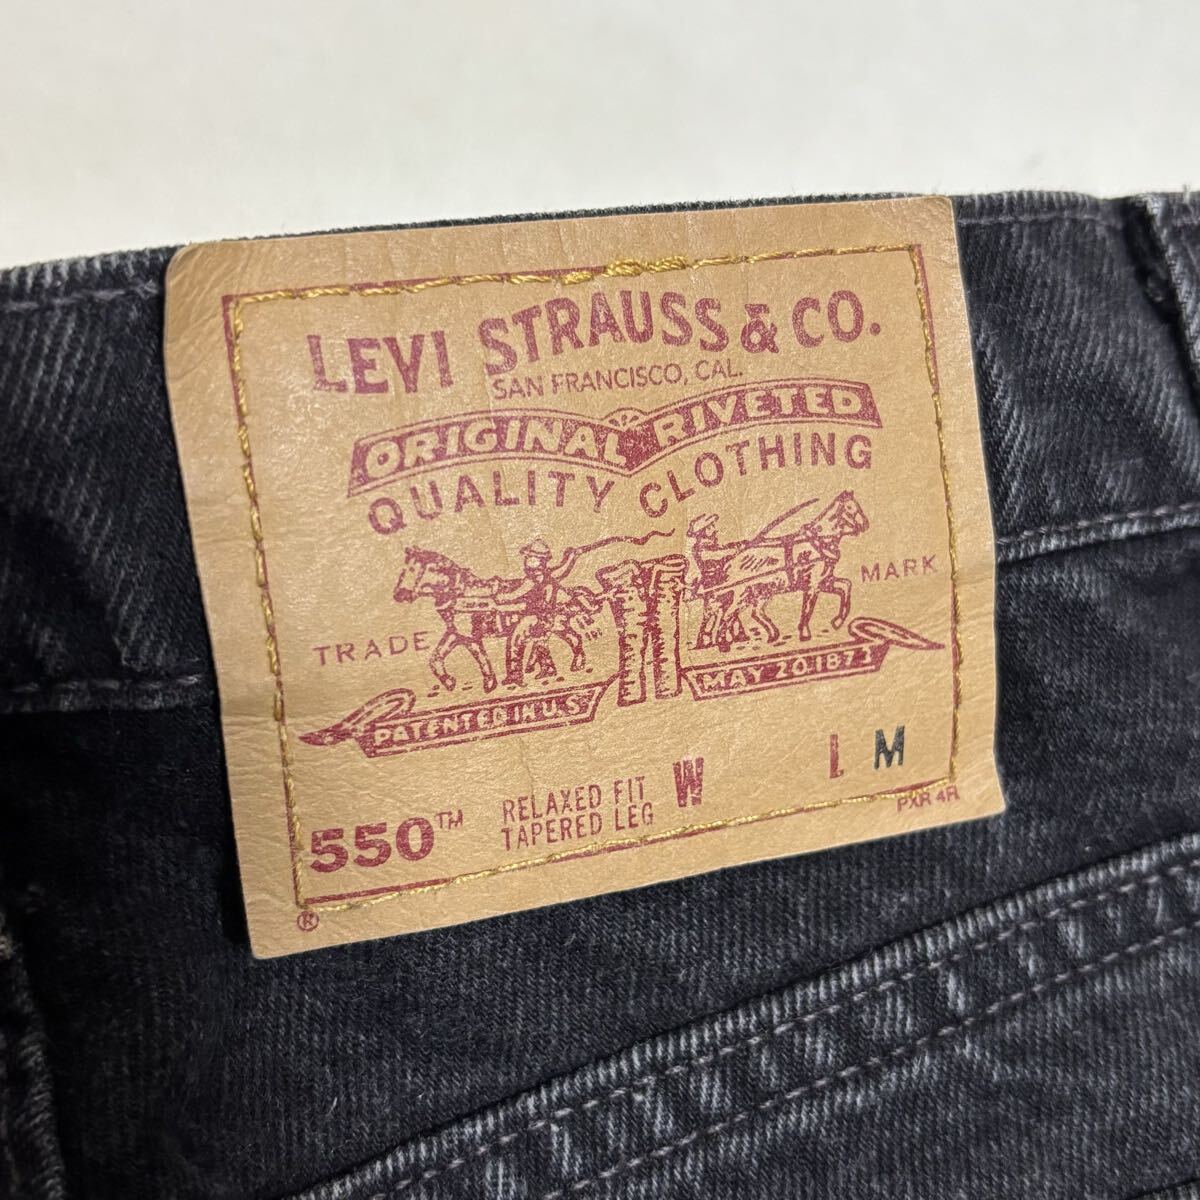 LEVI STRAUSS & CO.
SAN FRANCISCO, CAL.
ORIGINAL RIVETED
QUALITY CLOTHING
TRADE MARK
PATENTED IN U.S. MAY 20 1873
550™ RELAXED FIT W L M
TAPERED LEG
PXR 4R
®